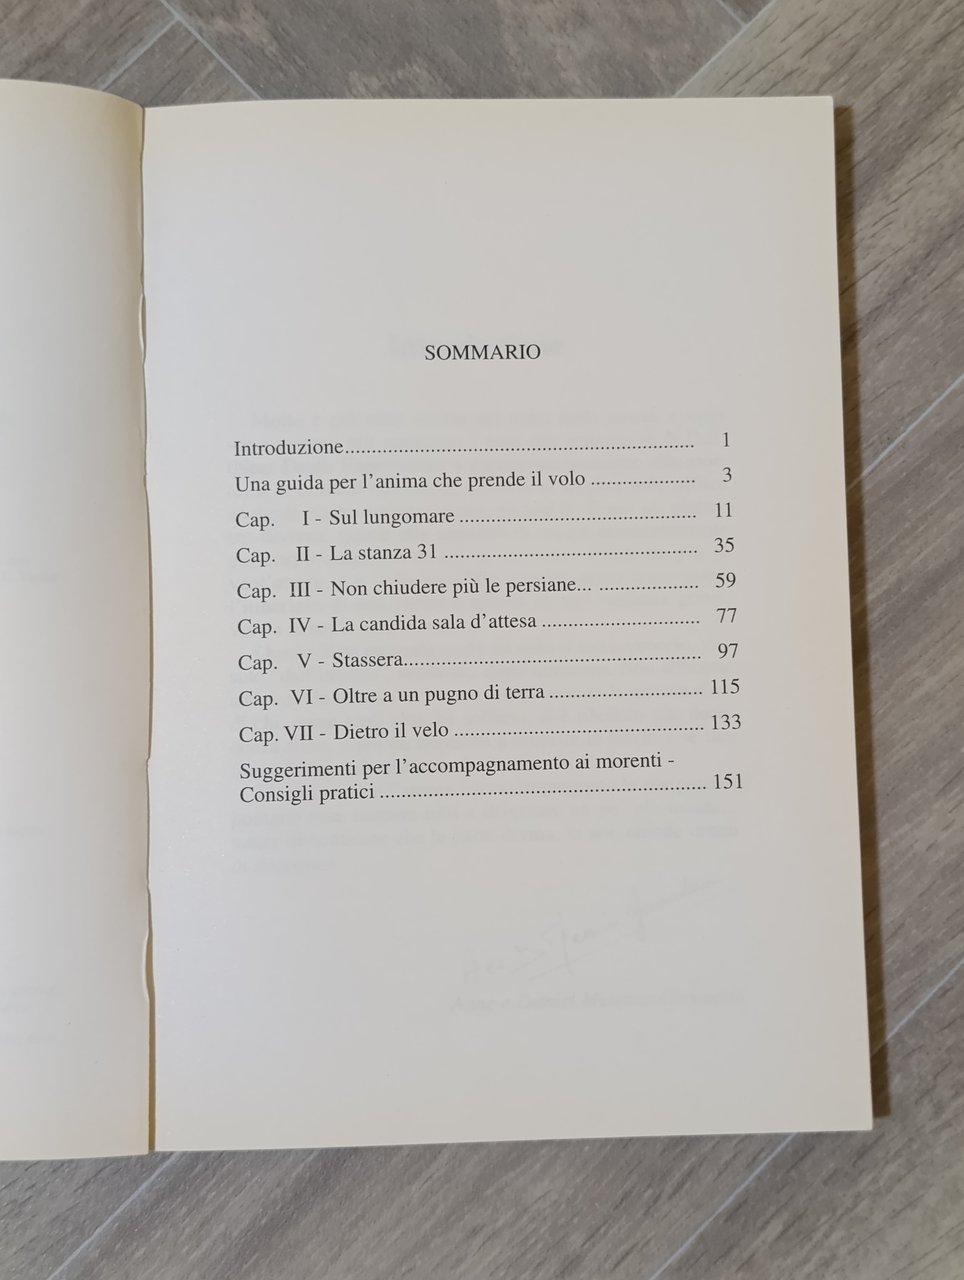 SOMMARIO
Introduzione.................................................................. 1
Una guida per l'anima che prende il volo .................... 3
Cap. I - Sul lungomare ............................................. 11
Cap. II - La stanza 31 ................................................ 35
Cap. III - Non chiudere più le persiane... ................... 59
Cap. IV - La candida sala d'attesa .............................. 77
Cap. V - Stassera........................................................ 97
Cap. VI - Oltre a un pugno di terra ............................. 115
Cap. VII - Dietro il velo ............................................... 133
Suggerimenti per l'accompagnamento ai morenti -
Consigli pratici ............................................................. 151